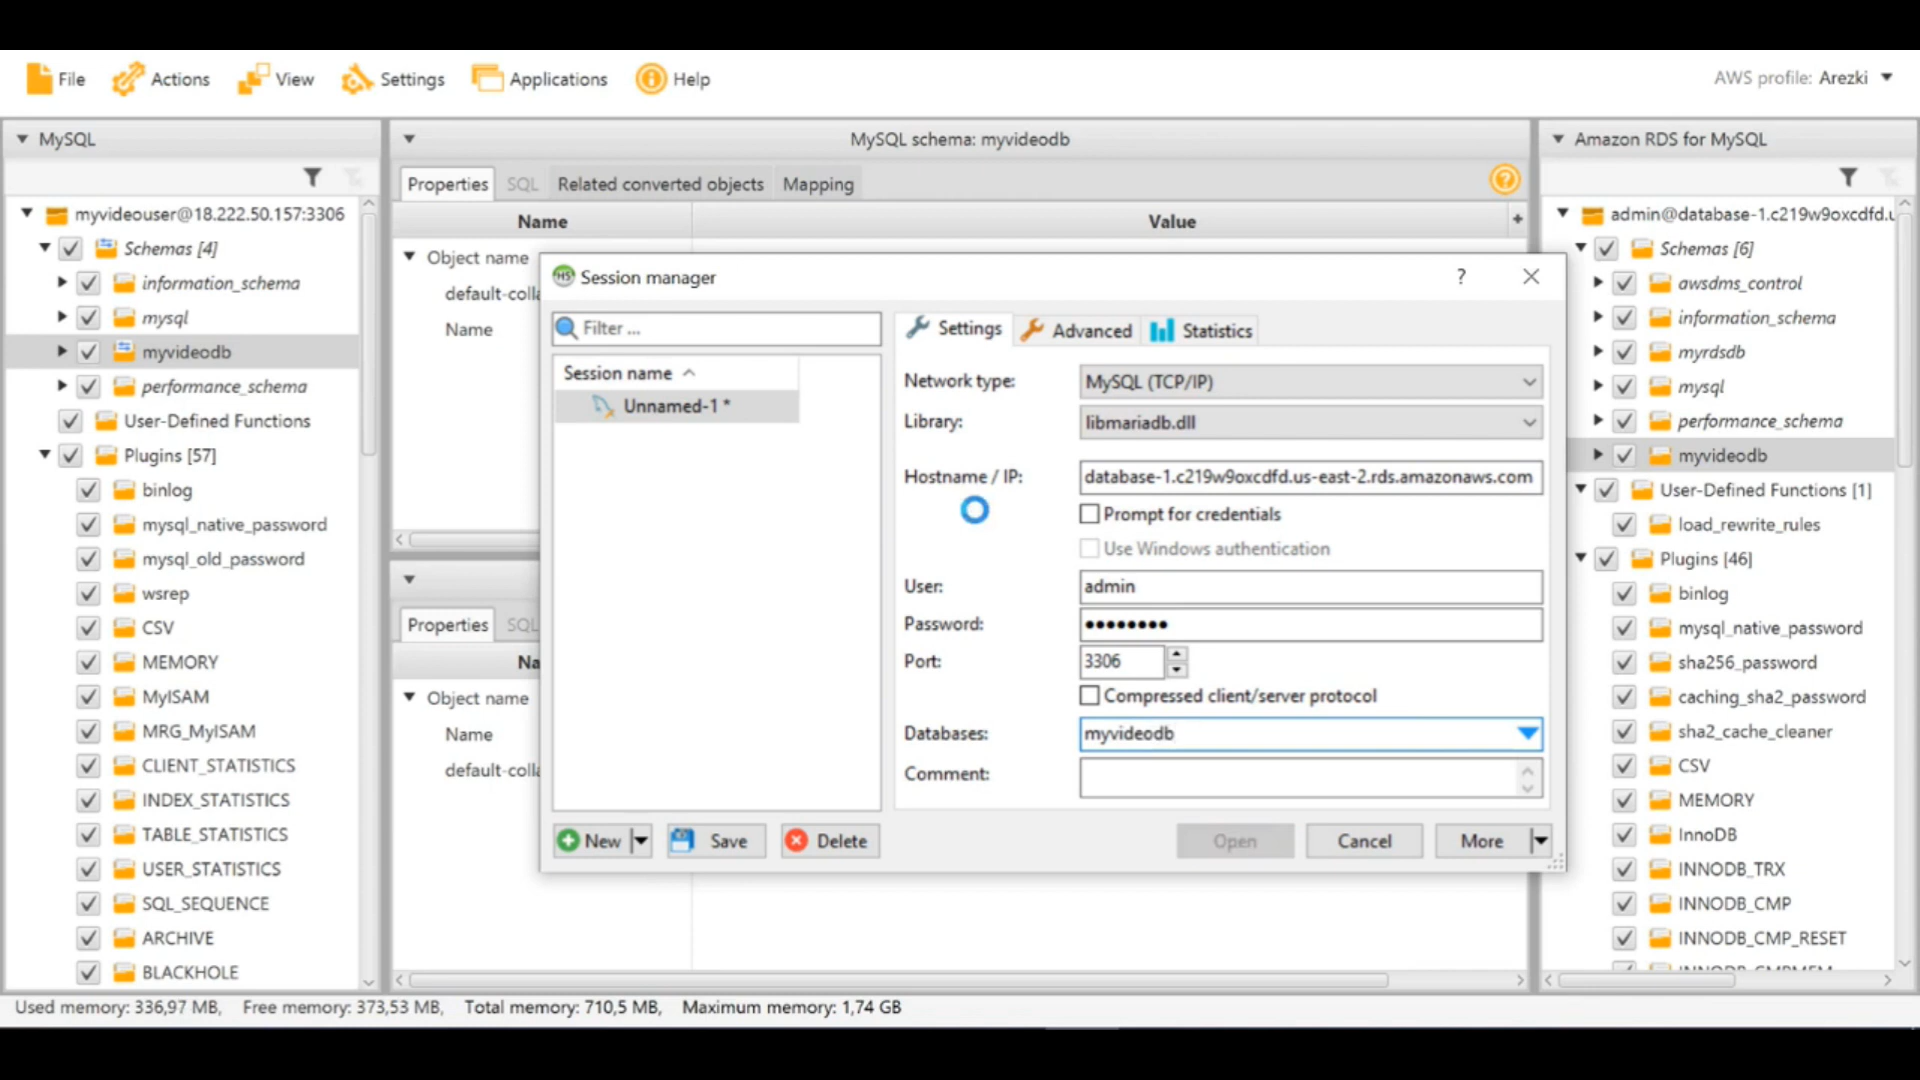 File Actions View Settings Applications Help AWS profile: Arezki
MySQL
myvideouser@18.222.50.157:3306
Schemas [4]
information_schema
mysql
myvideodb
performance_schema
User-Defined Functions
Plugins [57]
binlog
mysql_native_password
mysql_old_password
wsrep
CSV
MEMORY
MyISAM
MRG_MyISAM
CLIENT_STATISTICS
INDEX_STATISTICS
TABLE_STATISTICS
USER_STATISTICS
SQL_SEQUENCE
ARCHIVE
BLACKHOLE
MySQL schema: myvideodb
Properties SQL Related converted objects Mapping
Name Value
Object name
default-colla
Name
Properties SQL
Na
Object name
Name
default-colla
Session manager
Filter ...
Session name
Unnamed-1 *
New Save Delete
Settings Advanced Statistics
Network type: MySQL (TCP/IP)
Library: libmariadb.dll
Hostname / IP: database-1.c219w9oxcdfd.us-east-2.rds.amazonaws.com
Prompt for credentials
Use Windows authentication
User: admin
Password: ●●●●●●●●
Port: 3306
Compressed client/server protocol
Databases: myvideodb
Comment:
Open Cancel More
Amazon RDS for MySQL
admin@database-1.c219w9oxcdfd.u
Schemas [6]
awsdms_control
information_schema
myrdsdb
mysql
performance_schema
myvideodb
User-Defined Functions [1]
load_rewrite_rules
Plugins [46]
binlog
mysql_native_password
sha256_password
caching_sha2_password
sha2_cache_cleaner
CSV
MEMORY
InnoDB
INNODB_TRX
INNODB_CMP
INNODB_CMP_RESET
Used memory: 336,97 MB, Free memory: 373,53 MB, Total memory: 710,5 MB, Maximum memory: 1,74 GB